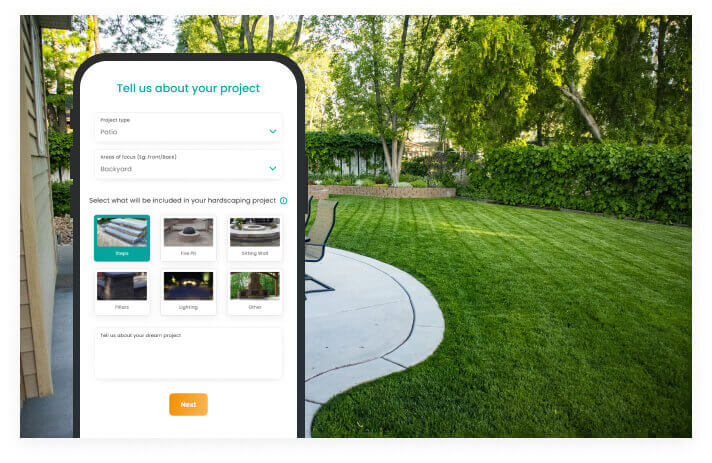 Tell us about your project
Project type
Patio
Areas of focus (Eg: Front/Back)
Backyard
Select what will be included in your hardscaping project
Steps
Fire Pit
Sitting Wall
Pillars
Lighting
Other
Tell us about your dream project
Next